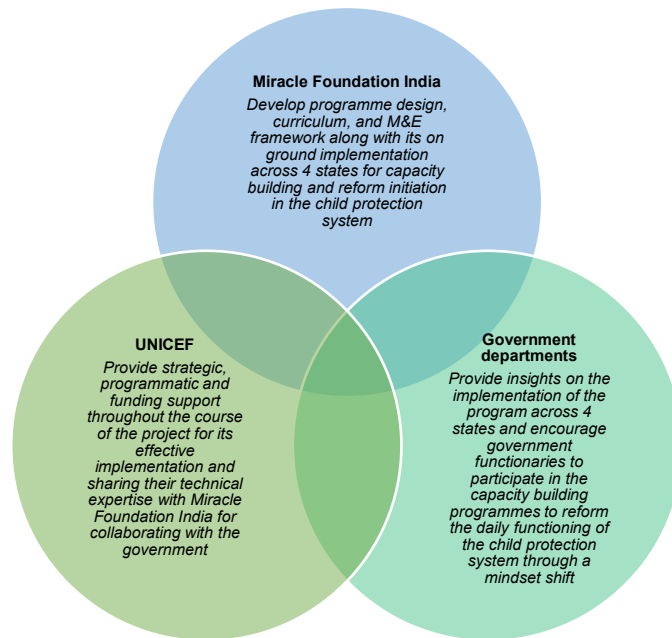 Miracle Foundation India
Develop programme design,
curriculum, and M&E
framework along with its on
ground implementation
across 4 states for capacity
building and reform initiation
in the child protection
system
UNICEF
Provide strategic,
programmatic and
funding support
throughout the course
of the project for its
effective
implementation and
sharing their technical
expertise with Miracle
Foundation India for
collaborating with the
government
Government
departments
Provide insights on the
implementation of the
program across 4
states and encourage
government
functionaries to
participate in the
capacity building
programmes to reform
the daily functioning of
the child protection
system through a
mindset shift